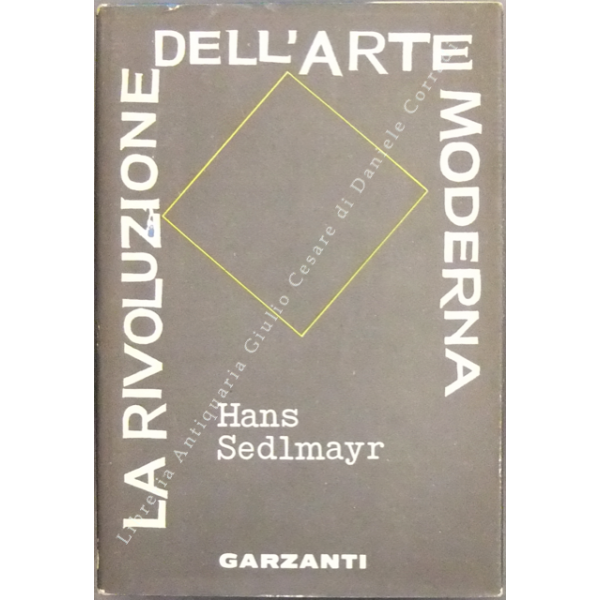 LA RIVOLUZIONE
DELL'ARTE
MODERNA
Hans
Sedlmayr
GARZANTI
Libreria Antiquaria Giulio Cesare di Daniele Corradi